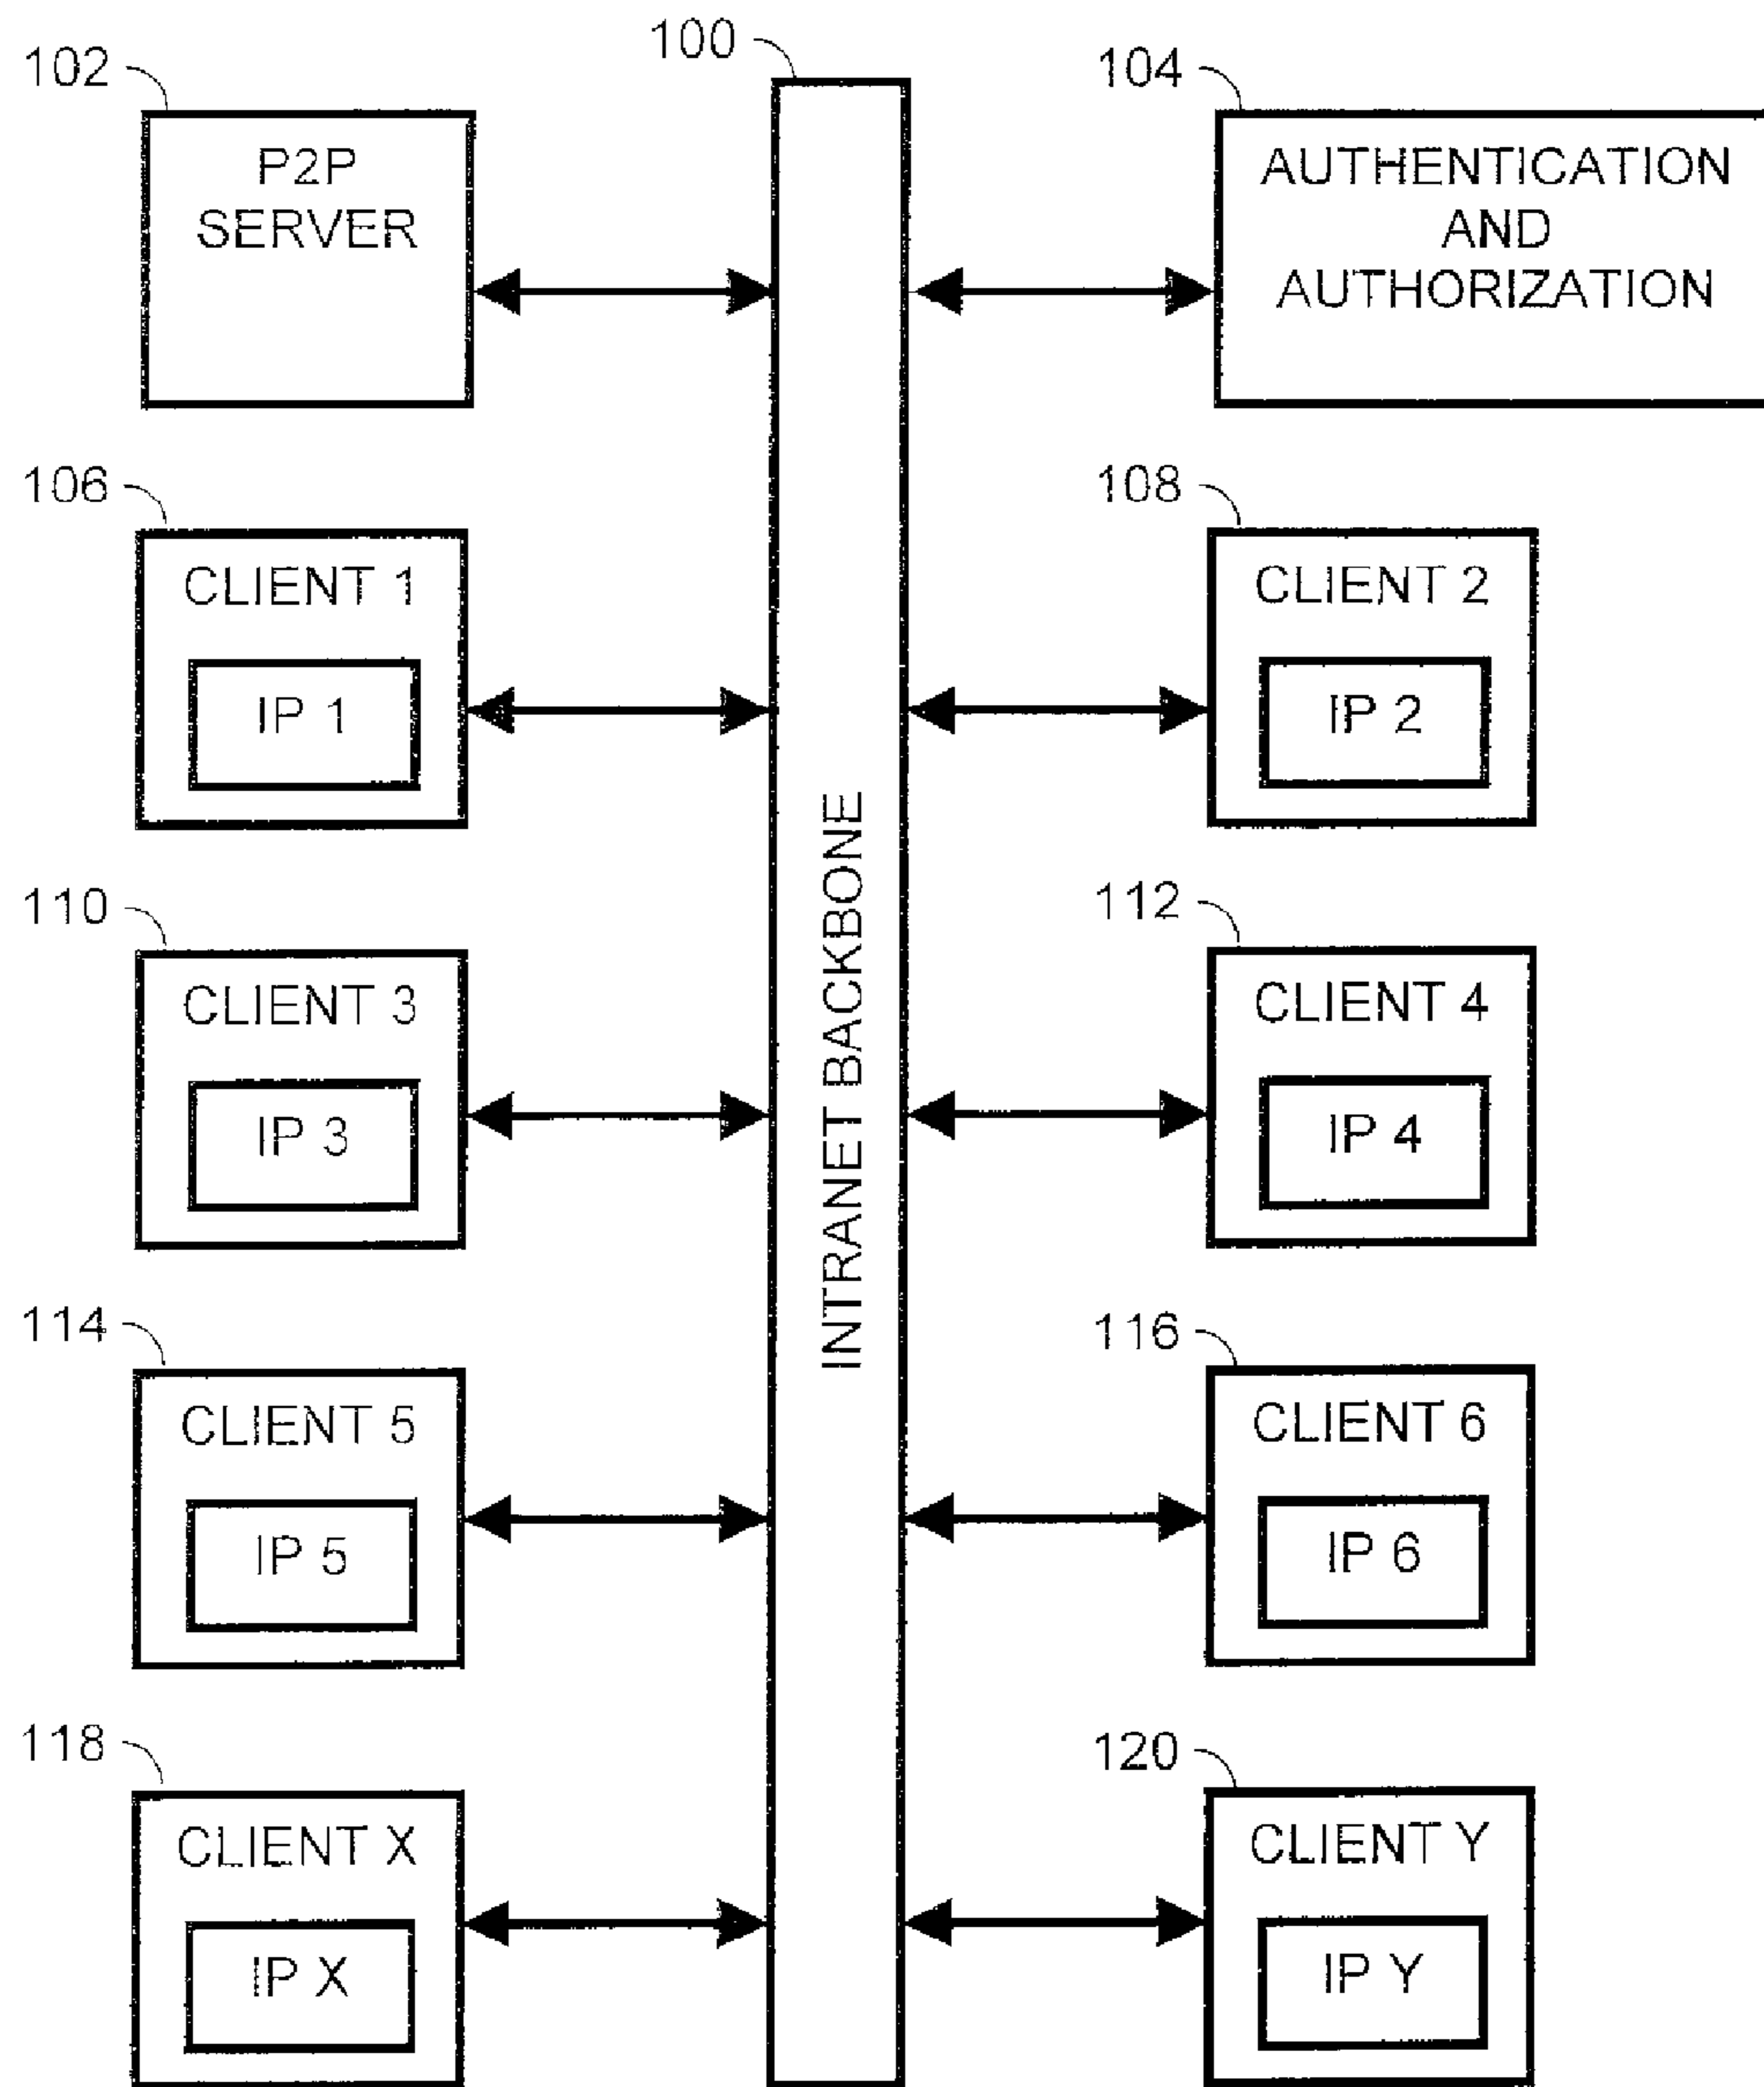 100
102
104
P2P
SERVER
AUTHENTICATION
AND
AUTHORIZATION
106
108
CLIENT 1
IP 1
CLIENT 2
IP 2
INTRANET BACKBONE
110
112
CLIENT 3
IP 3
CLIENT 4
IP 4
114
116
CLIENT 5
IP 5
CLIENT 6
IP 6
118
120
CLIENT X
IP X
CLIENT Y
IP Y